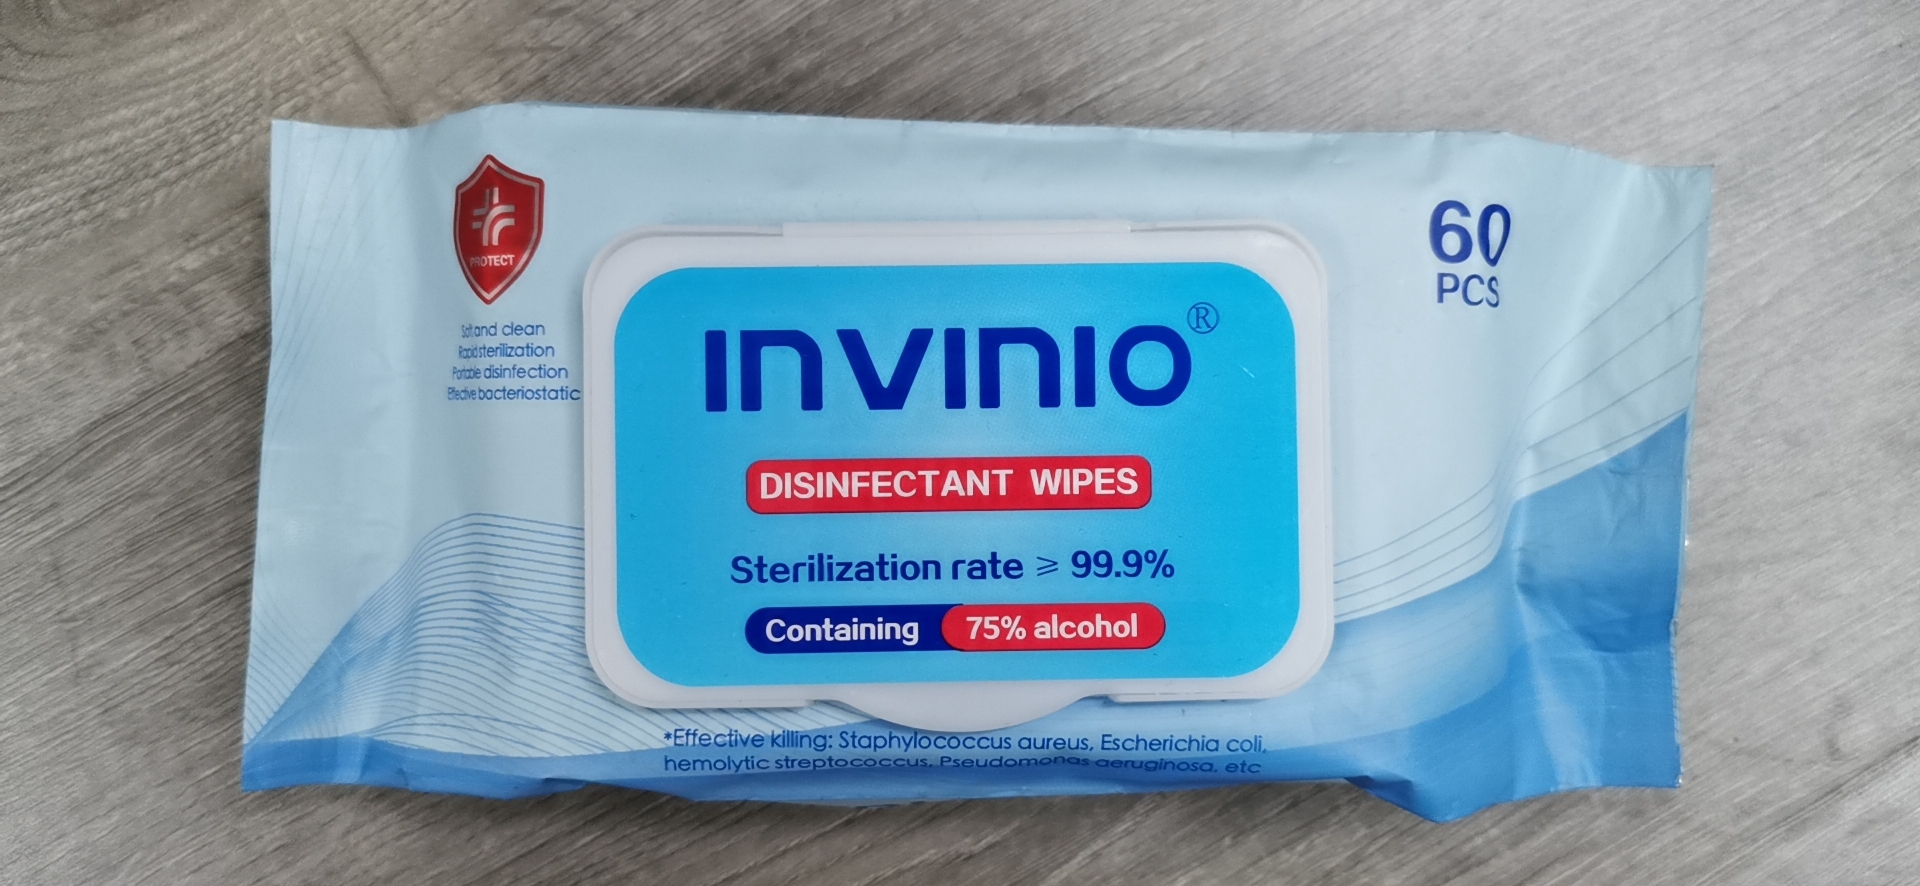 PROTECT
Soft and clean
Rapid sterilization
Portable disinfection
Effective bacteriostatic
60
PCS
INVINIO®
DISINFECTANT WIPES
Sterilization rate ⩾ 99.9%
Containing 75% alcohol
*Effective killing: Staphylococcus aureus, Escherichia coli,
hemolytic streptococcus, Pseudomonas aeruginosa, etc